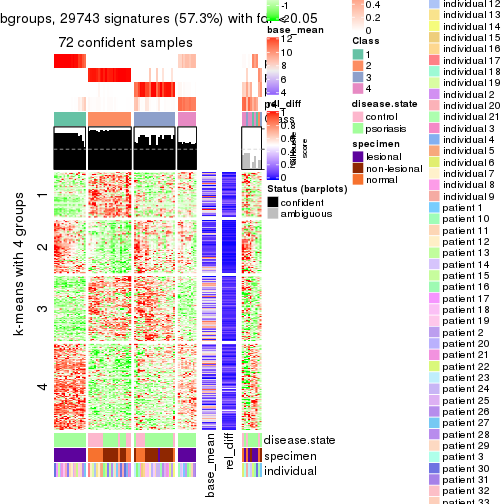 bgroups, 29743 signatures (57.3%) with fdr < 0.05
72 confident samples
k-means with 4 groups
1
2
3
4
base_mean
rel_diff
disease.state
specimen
individual
-1
-2
base_mean
12
10
8
6
4
rel_diff
1
0.8
0.6
0.4
0.2
0
score
Status (barplots)
confident
ambiguous
0.4
0.2
0
Class
1
2
3
4
disease.state
control
psoriasis
specimen
lesional
non-lesional
normal
individual 12
individual 13
individual 14
individual 15
individual 16
individual 17
individual 18
individual 19
individual 2
individual 20
individual 21
individual 3
individual 4
individual 5
individual 6
individual 7
individual 8
individual 9
patient 1
patient 10
patient 11
patient 12
patient 13
patient 14
patient 15
patient 16
patient 17
patient 18
patient 19
patient 2
patient 20
patient 21
patient 22
patient 23
patient 24
patient 25
patient 26
patient 27
patient 28
patient 29
patient 3
patient 30
patient 31
patient 32
patient 33